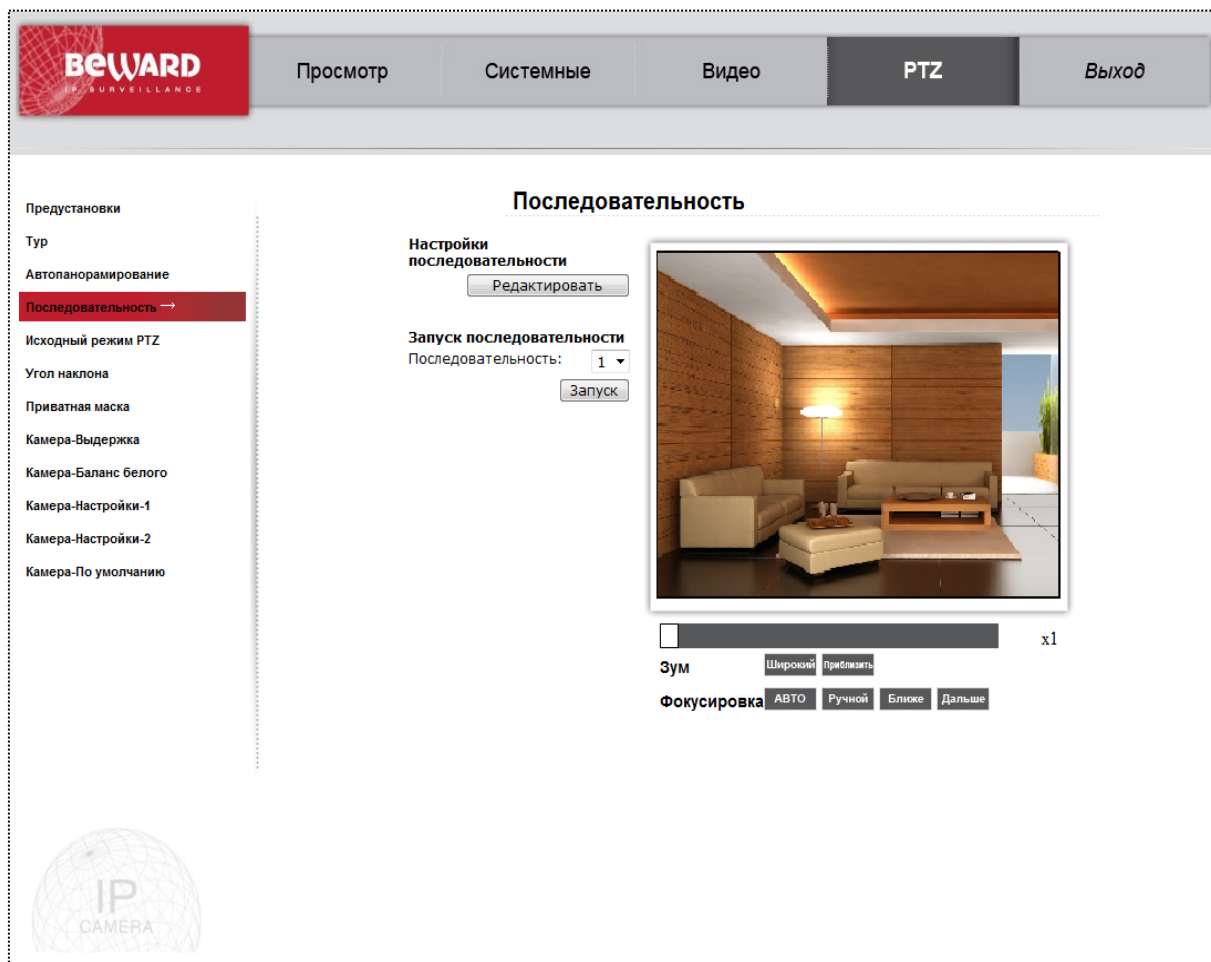 BEWARD
IP SURVEILLANCE
Просмотр
Системные
Видео
PTZ
Выход
Предустановки
Тур
Автопанорамирование
Последовательность →
Исходный режим PTZ
Угол наклона
Приватная маска
Камера-Выдержка
Камера-Баланс белого
Камера-Настройки-1
Камера-Настройки-2
Камера-По умолчанию
Последовательность
Настройки
последовательности
Редактировать
Запуск последовательности
Последовательность: 1
Запуск
x1
Зум Широкий Приблизить
Фокусировка АВТО Ручной Ближе Дальше
IP
CAMERA